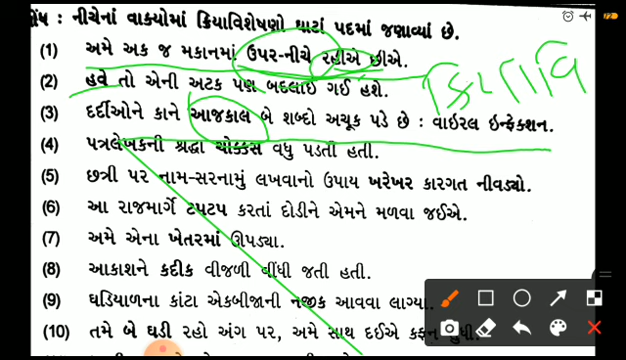 નોંધ : નીચેનાં વાક્યોમાં ક્રિયાવિશેષણો ઘાટાં પદમાં જણાવ્યાં છે.
(1) અમે એક જ મકાનમાં ઉપર-નીચે રહીએ છીએ.
(2) હવે તો એની અટક પણ બદલાઈ ગઈ હશે.
ક્રિયાવિ
(3) દર્દીઓને કાને આજકાલ બે શબ્દો અચૂક પડે છે : વાઇરલ ઇન્ફેક્શન.
(4) પત્રલેખકની શ્રદ્ધા ચોક્કસ વધુ પડતી હતી.
(5) છત્રી પર નામ-સરનામું લખવાનો ઉપાય ખરેખર કારગત નીવડ્યો.
(6) આ રાજમાર્ગે ટપટપ કરતાં દોડીને એમને મળવા જઈએ.
(7) અમે એના ખેતરમાં ઊપડ્યા.
(8) આકાશને કદીક વીજળી વીંધી જતી હતી.
(9) ઘડિયાળના કાંટા એકબીજાની નજીક આવવા લાગ્યા.
(10) તમે બે ઘડી રહો અંગ પર, અમે સાથ દઈએ કફન સુધી.